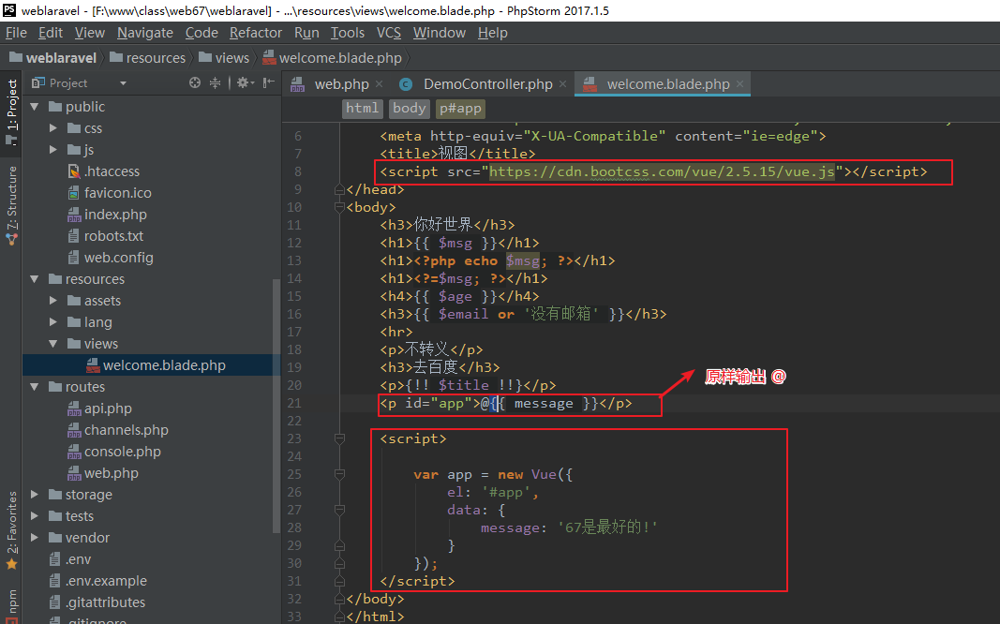 weblaravel - [F:\www\class\web67\weblaravel] - ...\resources\views\welcome.blade.php - PhpStorm 2017.1.5
File Edit View Navigate Code Refactor Run Tools VCS Window Help
weblaravel resources views welcome.blade.php
Project
web.php
DemoController.php
welcome.blade.php
html body p#app
1: Project
7: Structure
2: Favorites
npm
public
css
js
.htaccess
favicon.ico
index.php
robots.txt
web.config
resources
assets
lang
views
welcome.blade.php
routes
api.php
channels.php
console.php
web.php
storage
tests
vendor
.env
.env.example
.gitattributes
.gitignore
6 <meta http-equiv="X-UA-Compatible" content="ie=edge">
7 <title>视图</title>
8 <script src="https://cdn.bootcss.com/vue/2.5.15/vue.js"></script>
9 </head>
10 <body>
11 <h3>你好世界</h3>
12 <h1>{{ $msg }}</h1>
13 <h1><?php echo $msg; ?></h1>
14 <h1><?=$msg; ?></h1>
15 <h4>{{ $age }}</h4>
16 <h3>{{ $email or '没有邮箱' }}</h3>
17 <hr>
18 <p>不转义</p>
19 <h3>去百度</h3>
20 <p>{!! $title !!}</p>
21 <p id="app">@{{ message }}</p>
原样输出 @
22
23 <script>
24
25 var app = new Vue({
26 el: '#app',
27 data: {
28 message: '67是最好的!'
29 }
30 });
31 </script>
32 </body>
33 </html>